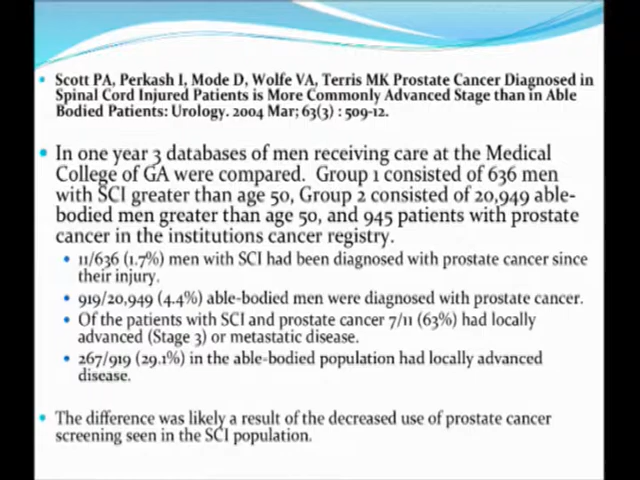 Scott PA, Perkash I, Mode D, Wolfe VA, Terris MK Prostate Cancer Diagnosed in
Spinal Cord Injured Patients is More Commonly Advanced Stage than in Able
Bodied Patients: Urology. 2004 Mar; 63(3) : 509-12.
In one year 3 databases of men receiving care at the Medical
College of GA were compared. Group 1 consisted of 636 men
with SCI greater than age 50, Group 2 consisted of 20,949 able-
bodied men greater than age 50, and 945 patients with prostate
cancer in the institutions cancer registry.
11/636 (1.7%) men with SCI had been diagnosed with prostate cancer since
their injury.
919/20,949 (4.4%) able-bodied men were diagnosed with prostate cancer.
Of the patients with SCI and prostate cancer 7/11 (63%) had locally
advanced (Stage 3) or metastatic disease.
267/919 (29.1%) in the able-bodied population had locally advanced
disease.
The difference was likely a result of the decreased use of prostate cancer
screening seen in the SCI population.